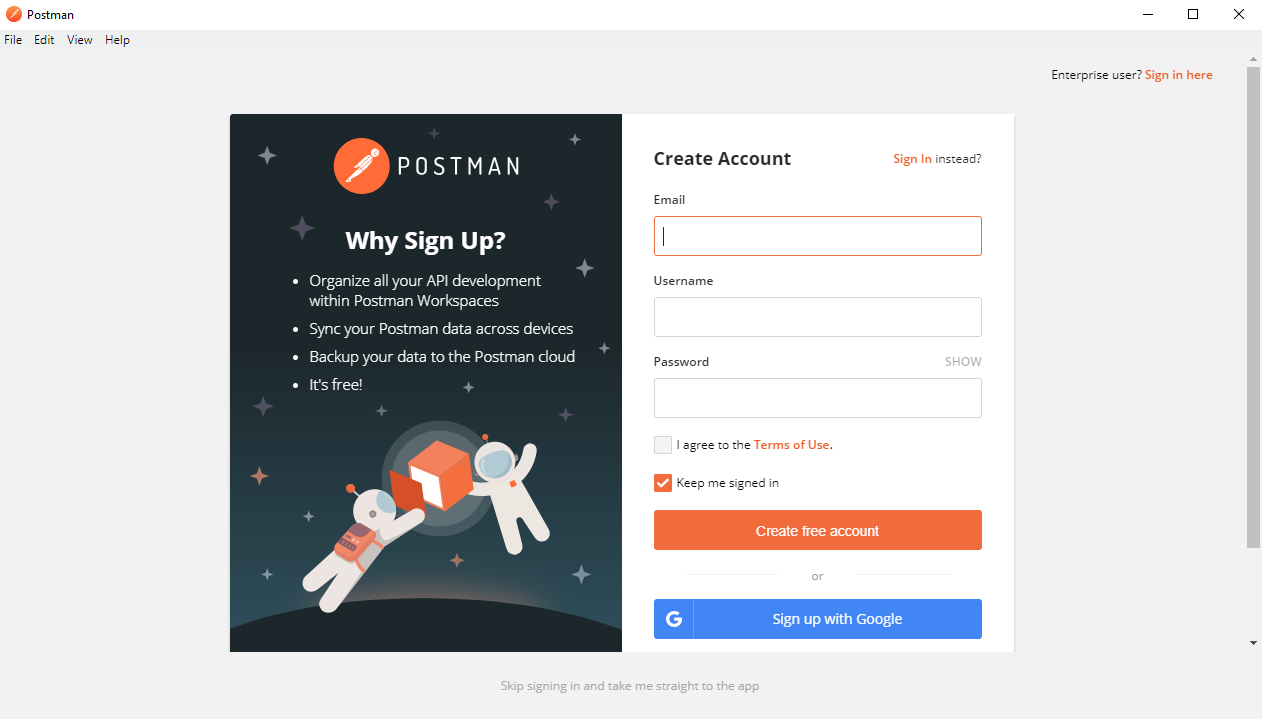 Postman
File Edit View Help
Enterprise user? Sign in here
POSTMAN
Why Sign Up?
• Organize all your API development
within Postman Workspaces
• Sync your Postman data across devices
• Backup your data to the Postman cloud
• It's free!
Create Account
Sign In instead?
Email
Username
Password
SHOW
I agree to the Terms of Use.
Keep me signed in
Create free account
or
G Sign up with Google
Skip signing in and take me straight to the app